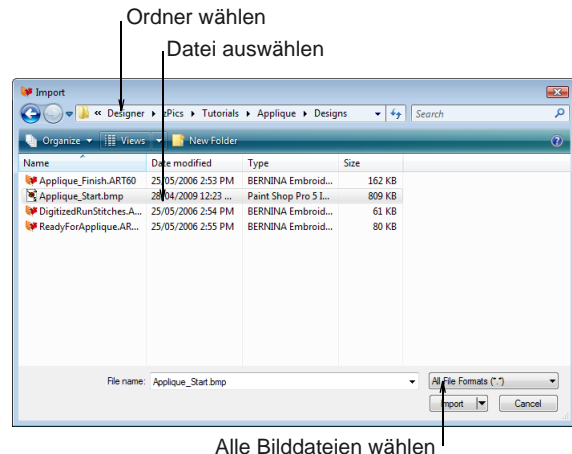 Ordner wählen
Datei auswählen
Import
« Designer ▸ zPics ▸ Tutorials ▸ Applique ▸ Designs
Search
Organize Views New Folder
Name Date modified Type Size
Applique_Finish.ART60 25/05/2006 2:53 PM BERNINA Embroid... 162 KB
Applique_Start.bmp 28/04/2009 12:23 ... Paint Shop Pro 5 I... 809 KB
DigitizedRunStitches.A... 25/05/2006 2:54 PM BERNINA Embroid... 61 KB
ReadyForApplique.AR... 25/05/2006 2:55 PM BERNINA Embroid... 80 KB
File name: Applique_Start.bmp All File Formats (*.*)
Import Cancel
Alle Bilddateien wählen